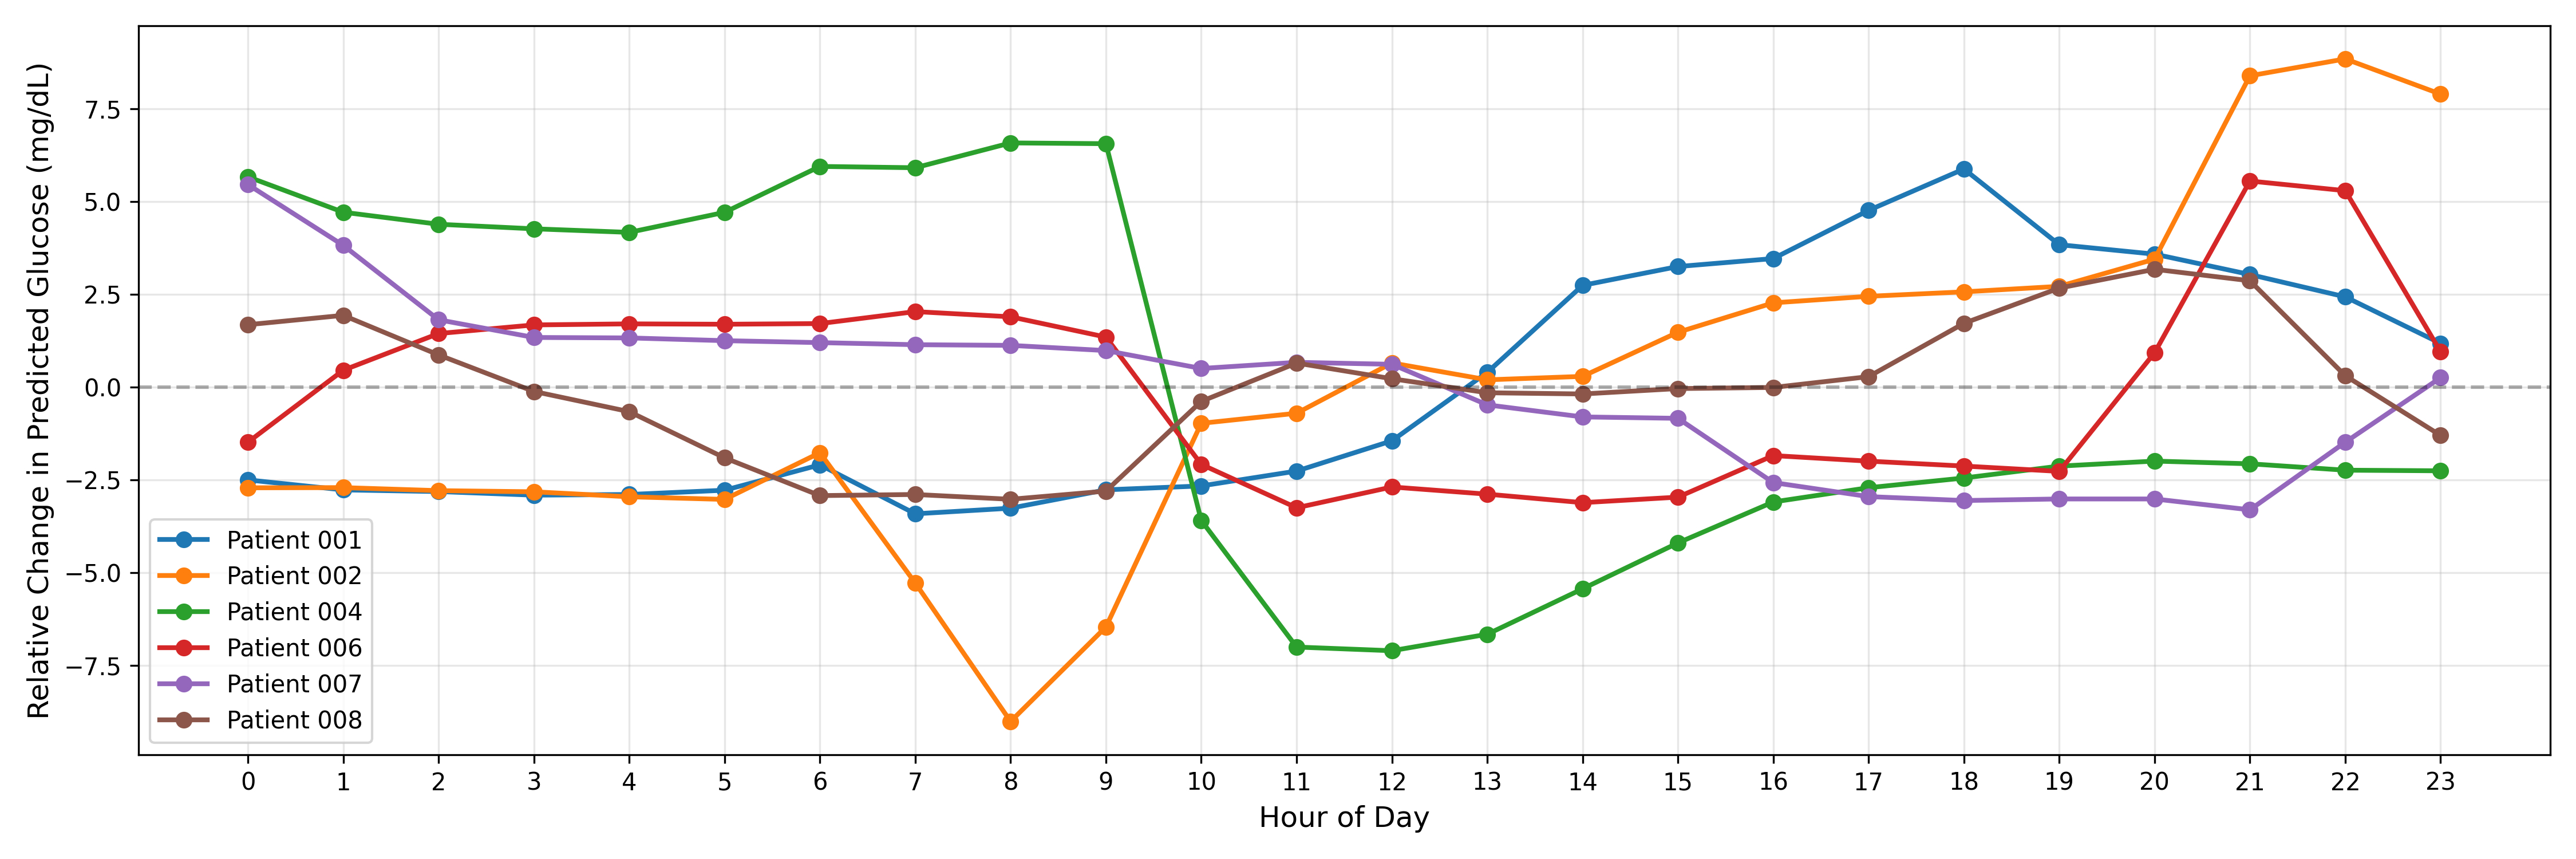 Relative Change in Predicted Glucose (mg/dL)
7.5
5.0
2.5
0.0
−2.5
−5.0
−7.5
Patient 001
Patient 002
Patient 004
Patient 006
Patient 007
Patient 008
0 1 2 3 4 5 6 7 8 9 10 11 12 13 14 15 16 17 18 19 20 21 22 23
Hour of Day